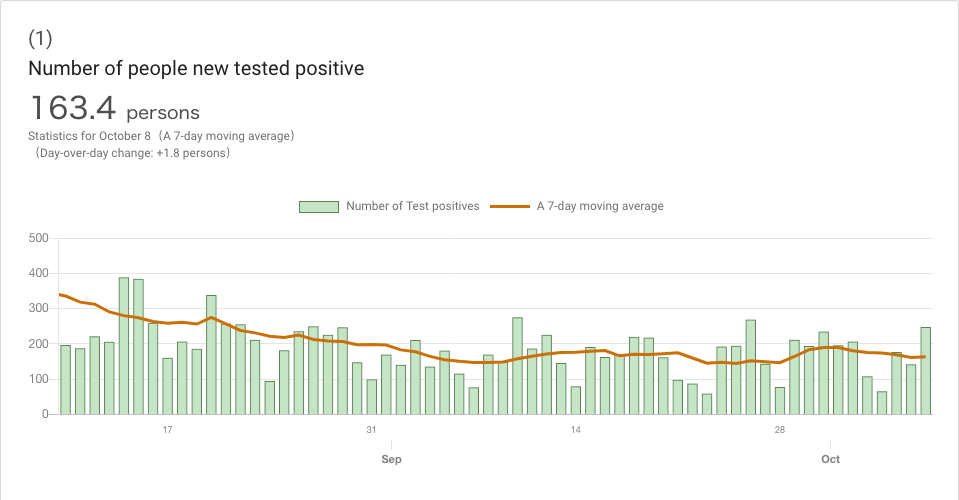 (1)
Number of people new tested positive
163.4 persons
Statistics for October 8（A 7-day moving average）
（Day-over-day change: +1.8 persons）
Number of Test positives A 7-day moving average
500
400
300
200
100
0
17 31 14 28
Sep Oct